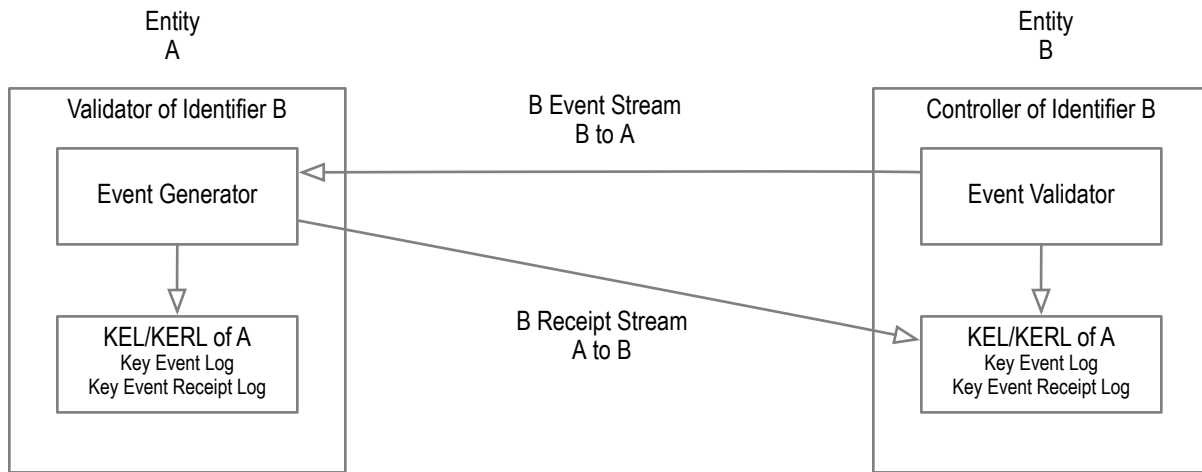 Entity
A
Entity
B
Validator of Identifier B
Event Generator
KEL/KERL of A
Key Event Log
Key Event Receipt Log
B Event Stream
B to A
B Receipt Stream
A to B
Controller of Identifier B
Event Validator
KEL/KERL of A
Key Event Log
Key Event Receipt Log